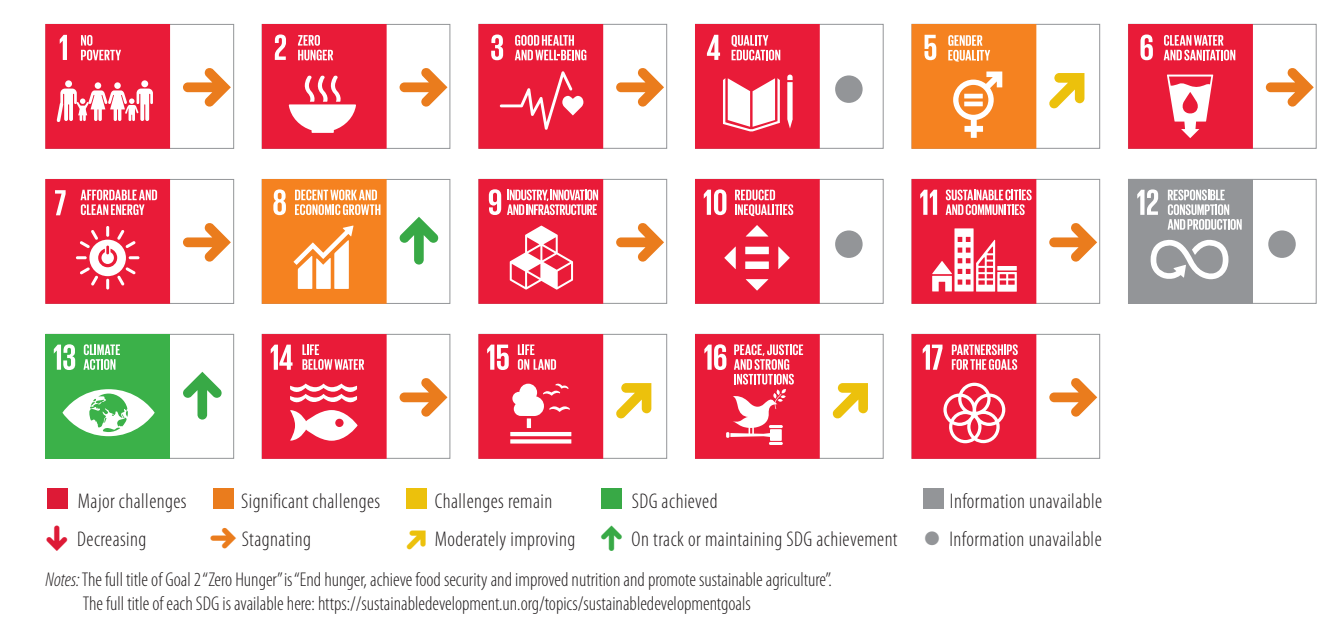 1 NO
POVERTY
2 ZERO
HUNGER
3 GOOD HEALTH
AND WELL-BEING
4 QUALITY
EDUCATION
5 GENDER
EQUALITY
6 CLEAN WATER
AND SANITATION
7 AFFORDABLE AND
CLEAN ENERGY
8 DECENT WORK AND
ECONOMIC GROWTH
9 INDUSTRY, INNOVATION
AND INFRASTRUCTURE
10 REDUCED
INEQUALITIES
11 SUSTAINABLE CITIES
AND COMMUNITIES
12 RESPONSIBLE
CONSUMPTION
AND PRODUCTION
13 CLIMATE
ACTION
14 LIFE
BELOW WATER
15 LIFE
ON LAND
16 PEACE, JUSTICE
AND STRONG
INSTITUTIONS
17 PARTNERSHIPS
FOR THE GOALS
Major challenges
Significant challenges
Challenges remain
SDG achieved
Information unavailable
Decreasing
Stagnating
Moderately improving
On track or maintaining SDG achievement
Information unavailable
Notes: The full title of Goal 2 “Zero Hunger” is “End hunger, achieve food security and improved nutrition and promote sustainable agriculture”.
The full title of each SDG is available here: https://sustainabledevelopment.un.org/topics/sustainabledevelopmentgoals